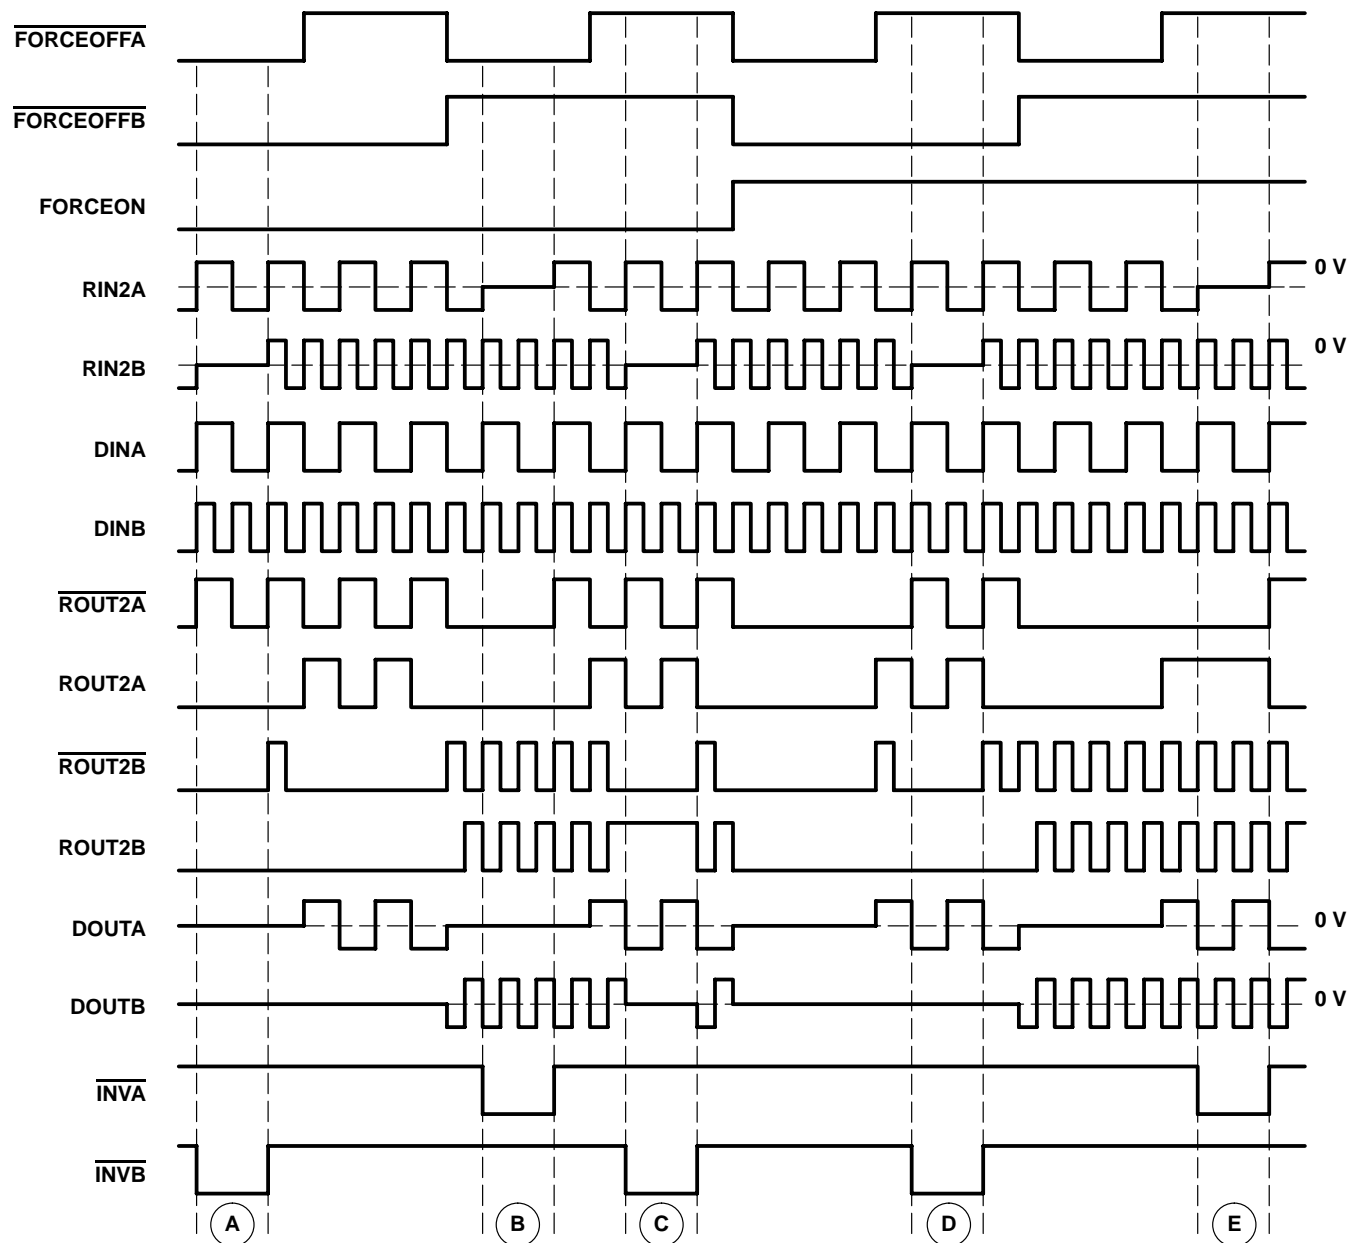 FORCEOFFA
FORCEOFFB
FORCEON
RIN2A
0 V
RIN2B
0 V
DINA
DINB
ROUT2A
ROUT2A
ROUT2B
ROUT2B
DOUTA
0 V
DOUTB
0 V
INVA
INVB
A B C D E